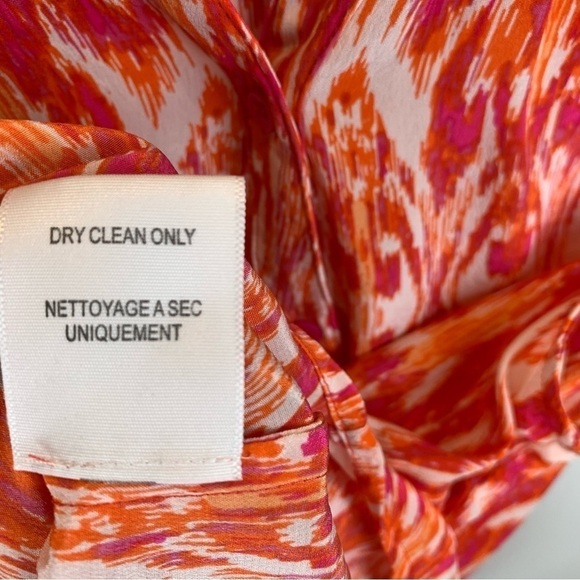 DRY CLEAN ONLY
NETTOYAGE A SEC
UNIQUEMENT